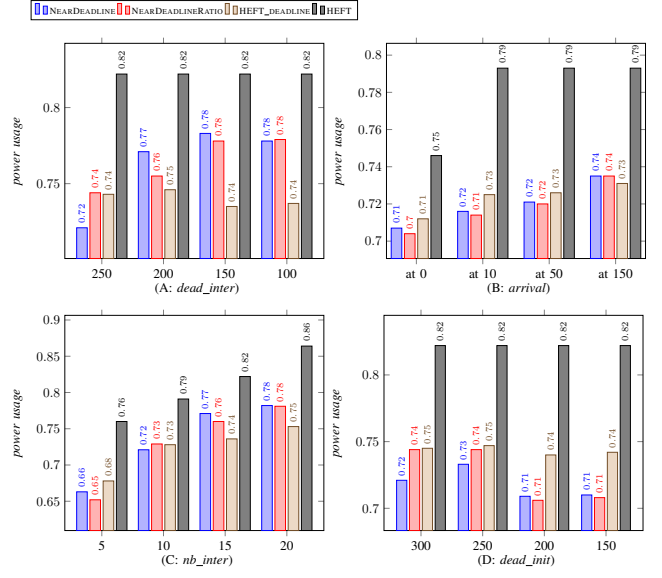 NEARDEADLINE NEARDEADLINERATIO HEFT_DEADLINE HEFT
power usage
0.8
0.75
0.72 0.74 0.74 0.82
0.77 0.76 0.75 0.82
0.78 0.78 0.74 0.82
0.78 0.78 0.74 0.82
250 200 150 100
(A: dead_inter)
power usage
0.8
0.78
0.76
0.74
0.72
0.7
0.71 0.7 0.71 0.75
0.72 0.71 0.73 0.79
0.72 0.72 0.73 0.79
0.74 0.74 0.73 0.79
at 0 at 10 at 50 at 150
(B: arrival)
power usage
0.9
0.85
0.8
0.75
0.7
0.65
0.66 0.65 0.68 0.76
0.72 0.73 0.73 0.79
0.77 0.76 0.74 0.82
0.78 0.78 0.75 0.86
5 10 15 20
(C: nb_inter)
power usage
0.8
0.75
0.7
0.72 0.74 0.75 0.82
0.73 0.74 0.75 0.82
0.71 0.71 0.74 0.82
0.71 0.71 0.74 0.82
300 250 200 150
(D: dead_init)